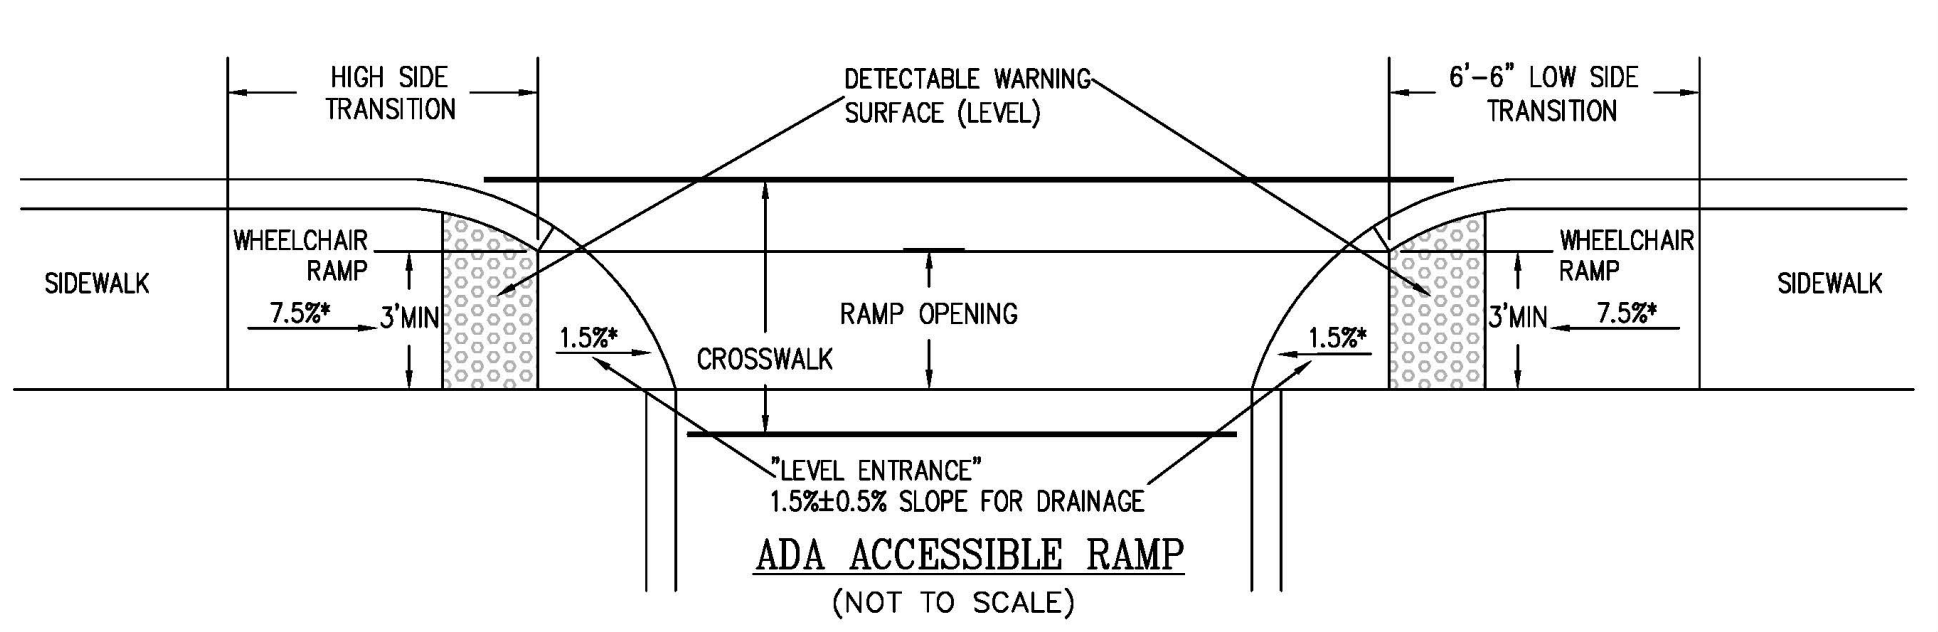 HIGH SIDE
TRANSITION
DETECTABLE WARNING
SURFACE (LEVEL)
6'-6" LOW SIDE
TRANSITION
WHEELCHAIR
RAMP
WHEELCHAIR
RAMP
SIDEWALK
SIDEWALK
7.5%*
3'MIN
1.5%*
RAMP OPENING
CROSSWALK
1.5%*
3'MIN
7.5%*
"LEVEL ENTRANCE"
1.5%±0.5% SLOPE FOR DRAINAGE
ADA ACCESSIBLE RAMP
(NOT TO SCALE)